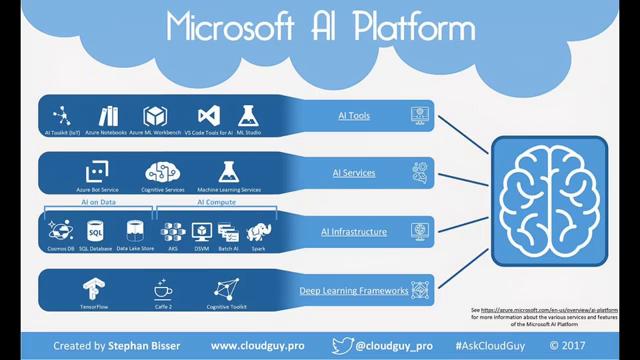 Microsoft AI Platform
AI Toolkit (IoT) Azure Notebooks Azure ML Workbench VS Code Tools for AI ML Studio
AI Tools
Azure Bot Service Cognitive Services Machine Learning Services
AI Services
AI on Data AI Compute
Cosmos DB SQL Database Data Lake Store AKS DSVM Batch AI Spark
SQL
AI Infrastructure
TensorFlow Caffe 2 Cognitive Toolkit
Deep Learning Frameworks
See https://azure.microsoft.com/en-us/overview/ai-platform
for more information about the various services and features
of the Microsoft AI Platform
Created by Stephan Bisser www.cloudguy.pro @cloudguy_pro #AskCloudGuy © 2017